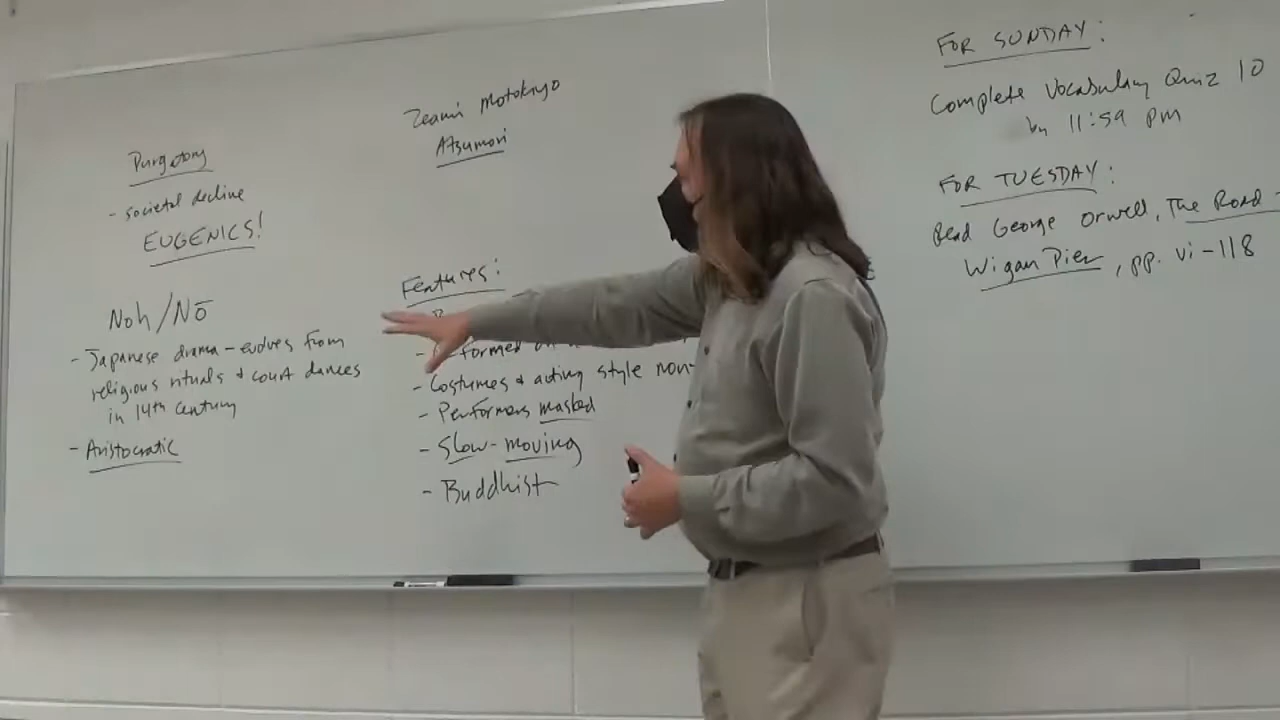 Purgatory
- societal decline
EUGENICS!
Noh/Nō
- Japanese drama - evolves from
religious rituals + court dances
in 14th century
- Aristocratic
Zeami Motokiyo
Atsumori
Features:
- Costumes + acting style non-
- Performers masked
- Slow-moving
- Buddhist
FOR SUNDAY:
Complete Vocabulary Quiz 10
by 11:59 pm
FOR TUESDAY:
Read George Orwell, The Road -
Wigan Pier, pp. vi-118